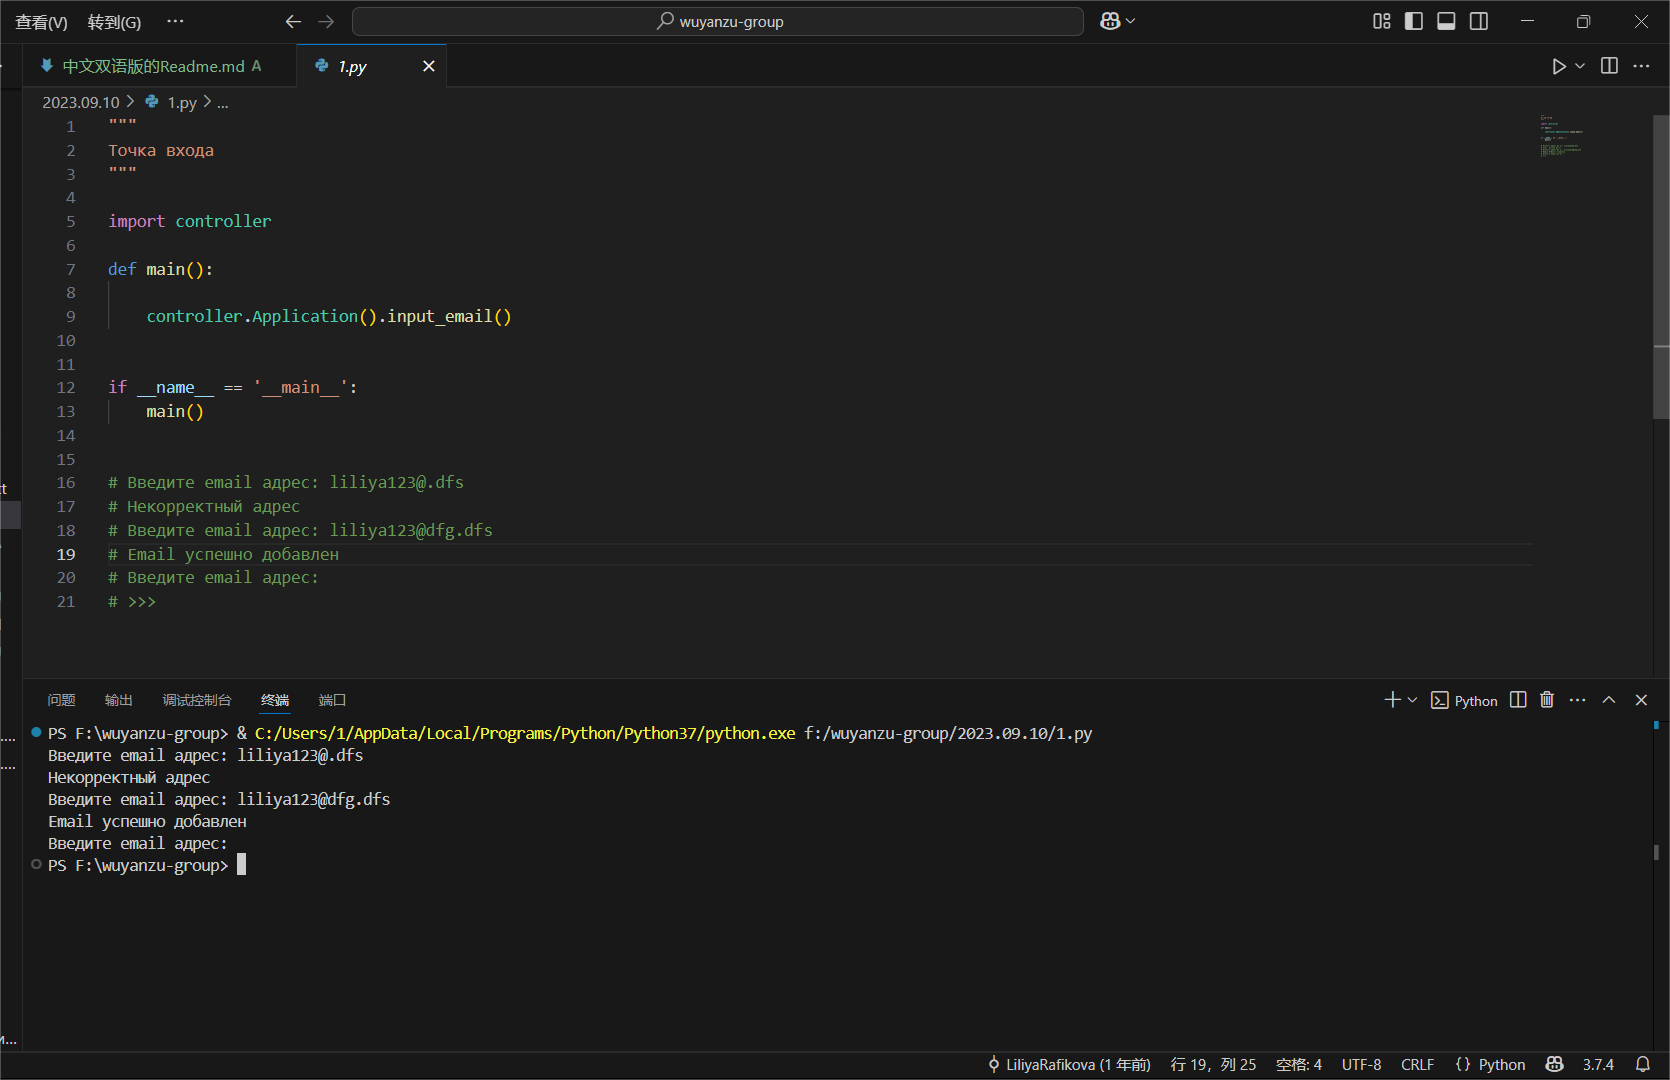 查看(V) 转到(G) ··· wuyanzu-group
中文双语版的Readme.md A 1.py
2023.09.10 > 1.py > ...
1 """
2 Точка входа
3 """
4
5 import controller
6
7 def main():
8
9 controller.Application().input_email()
10
11
12 if __name__ == '__main__':
13 main()
14
15
16 # Введите email адрес: liliya123@.dfs
17 # Некорректный адрес
18 # Введите email адрес: liliya123@dfg.dfs
19 # Email успешно добавлен
20 # Введите email адрес:
21 # >>>
问题 输出 调试控制台 终端 端口 Python
PS F:\wuyanzu-group> & C:/Users/1/AppData/Local/Programs/Python/Python37/python.exe f:/wuyanzu-group/2023.09.10/1.py
Введите email адрес: liliya123@.dfs
Некорректный адрес
Введите email адрес: liliya123@dfg.dfs
Email успешно добавлен
Введите email адрес:
PS F:\wuyanzu-group>
LiliyaRafikova (1 年前) 行 19，列 25 空格: 4 UTF-8 CRLF {} Python 3.7.4